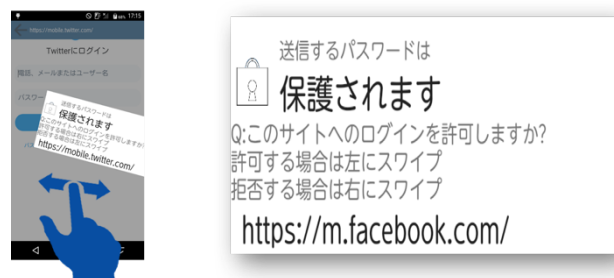 17:15
https://mobile.twitter.com/
Twitterにログイン
電話、メールまたはユーザー名
パスワー
送信するパスワードは
保護されます
Q:このサイトへのログインを許可しますか?
許可する場合は右にスワイプ
拒否する場合は左にスワイプ
https://mobile.twitter.com/
送信するパスワードは
保護されます
Q:このサイトへのログインを許可しますか?
許可する場合は左にスワイプ
拒否する場合は右にスワイプ
https://m.facebook.com/